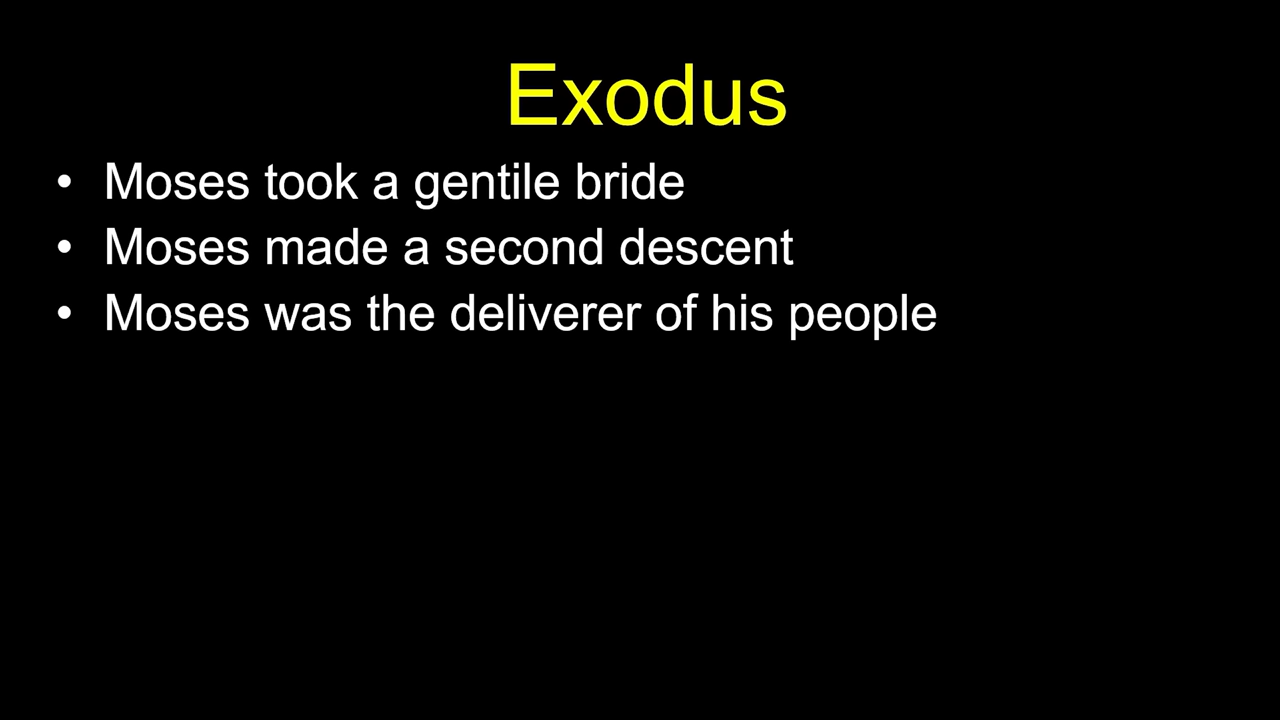 Exodus
• Moses took a gentile bride
• Moses made a second descent
• Moses was the deliverer of his people